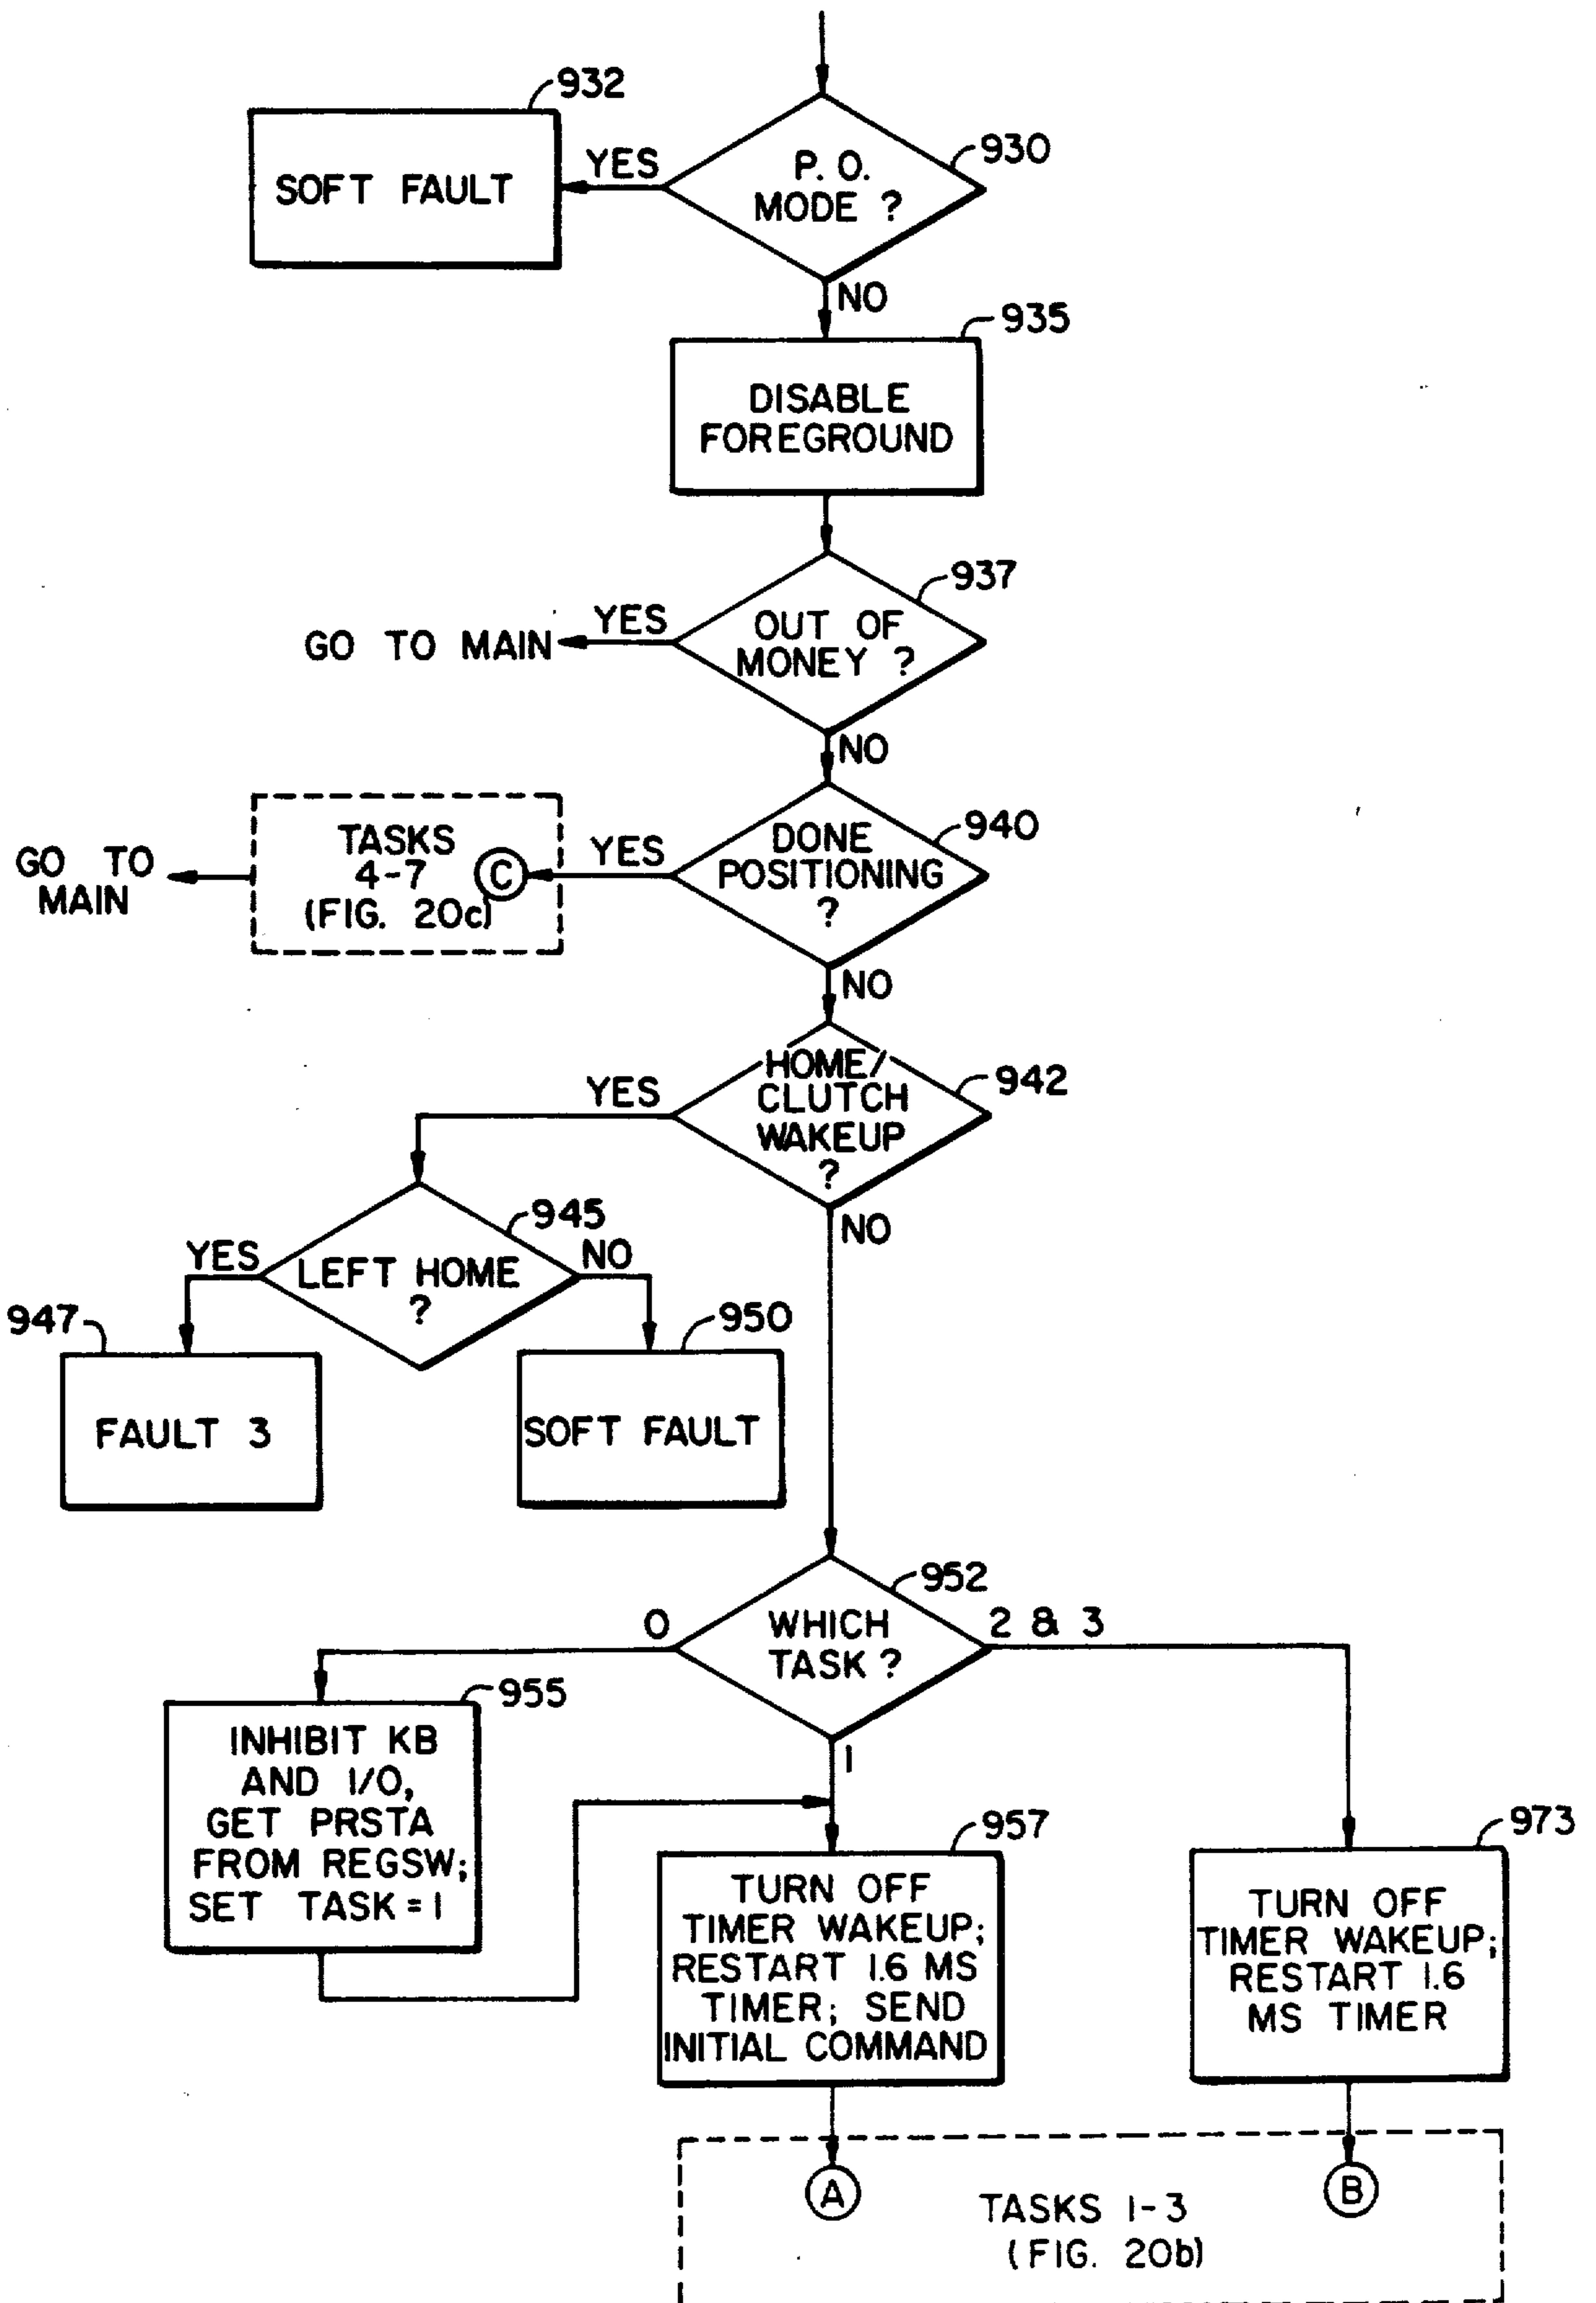 932
SOFT FAULT
YES
P. O.
MODE ?
930
NO
935
DISABLE
FOREGROUND
937
GO TO MAIN
YES
OUT OF
MONEY ?
NO
940
GO TO
MAIN
TASKS
4-7
(FIG. 20c)
C
YES
DONE
POSITIONING
?
NO
942
YES
HOME/
CLUTCH
WAKEUP
?
NO
945
YES
LEFT HOME
?
NO
947
FAULT 3
950
SOFT FAULT
952
0
WHICH
TASK ?
2 & 3
1
955
INHIBIT KB
AND I/O,
GET PRSTA
FROM REGSW;
SET TASK = 1
957
TURN OFF
TIMER WAKEUP;
RESTART 1.6 MS
TIMER; SEND
INITIAL COMMAND
973
TURN OFF
TIMER WAKEUP;
RESTART 1.6
MS TIMER
A
B
TASKS 1-3
(FIG. 20b)